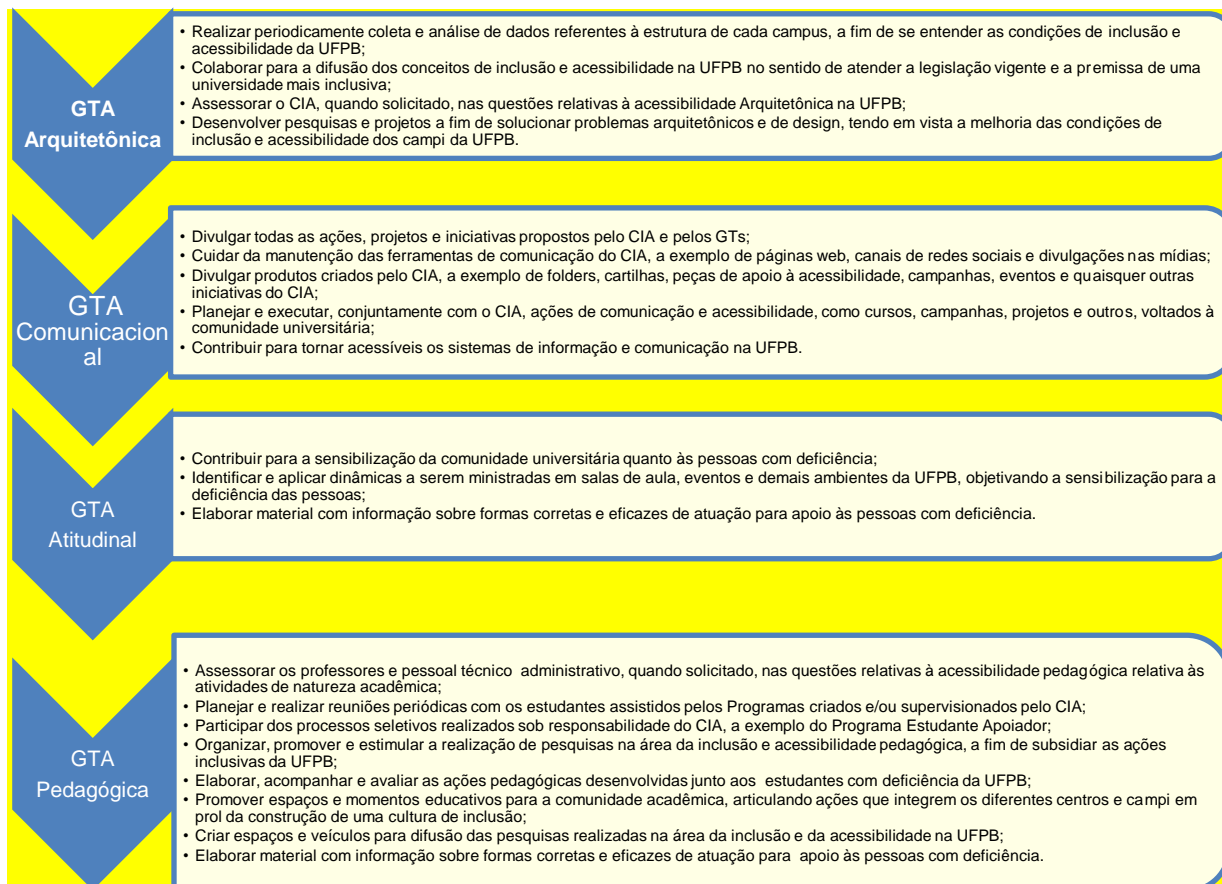 GTA
Arquitetônica
• Realizar periodicamente coleta e análise de dados referentes à estrutura de cada campus, a fim de se entender as condições de inclusão e
acessibilidade da UFPB;
• Colaborar para a difusão dos conceitos de inclusão e acessibilidade na UFPB no sentido de atender a legislação vigente e a premissa de uma
universidade mais inclusiva;
• Assessorar o CIA, quando solicitado, nas questões relativas à acessibilidade Arquitetônica na UFPB;
• Desenvolver pesquisas e projetos a fim de solucionar problemas arquitetônicos e de design, tendo em vista a melhoria das condições de
inclusão e acessibilidade dos campi da UFPB.
GTA
Comunicacion
al
• Divulgar todas as ações, projetos e iniciativas propostos pelo CIA e pelos GTs;
• Cuidar da manutenção das ferramentas de comunicação do CIA, a exemplo de páginas web, canais de redes sociais e divulgações nas mídias;
• Divulgar produtos criados pelo CIA, a exemplo de folders, cartilhas, peças de apoio à acessibilidade, campanhas, eventos e quaisquer outras
iniciativas do CIA;
• Planejar e executar, conjuntamente com o CIA, ações de comunicação e acessibilidade, como cursos, campanhas, projetos e outros, voltados à
comunidade universitária;
• Contribuir para tornar acessíveis os sistemas de informação e comunicação na UFPB.
GTA
Atitudinal
• Contribuir para a sensibilização da comunidade universitária quanto às pessoas com deficiência;
• Identificar e aplicar dinâmicas a serem ministradas em salas de aula, eventos e demais ambientes da UFPB, objetivando a sensibilização para a
deficiência das pessoas;
• Elaborar material com informação sobre formas corretas e eficazes de atuação para apoio às pessoas com deficiência.
GTA
Pedagógica
• Assessorar os professores e pessoal técnico administrativo, quando solicitado, nas questões relativas à acessibilidade pedagógica relativa às
atividades de natureza acadêmica;
• Planejar e realizar reuniões periódicas com os estudantes assistidos pelos Programas criados e/ou supervisionados pelo CIA;
• Participar dos processos seletivos realizados sob responsabilidade do CIA, a exemplo do Programa Estudante Apoiador;
• Organizar, promover e estimular a realização de pesquisas na área da inclusão e acessibilidade pedagógica, a fim de subsidiar as ações
inclusivas da UFPB;
• Elaborar, acompanhar e avaliar as ações pedagógicas desenvolvidas junto aos estudantes com deficiência da UFPB;
• Promover espaços e momentos educativos para a comunidade acadêmica, articulando ações que integrem os diferentes centros e campi em
prol da construção de uma cultura de inclusão;
• Criar espaços e veículos para difusão das pesquisas realizadas na área da inclusão e da acessibilidade na UFPB;
• Elaborar material com informação sobre formas corretas e eficazes de atuação para apoio às pessoas com deficiência.